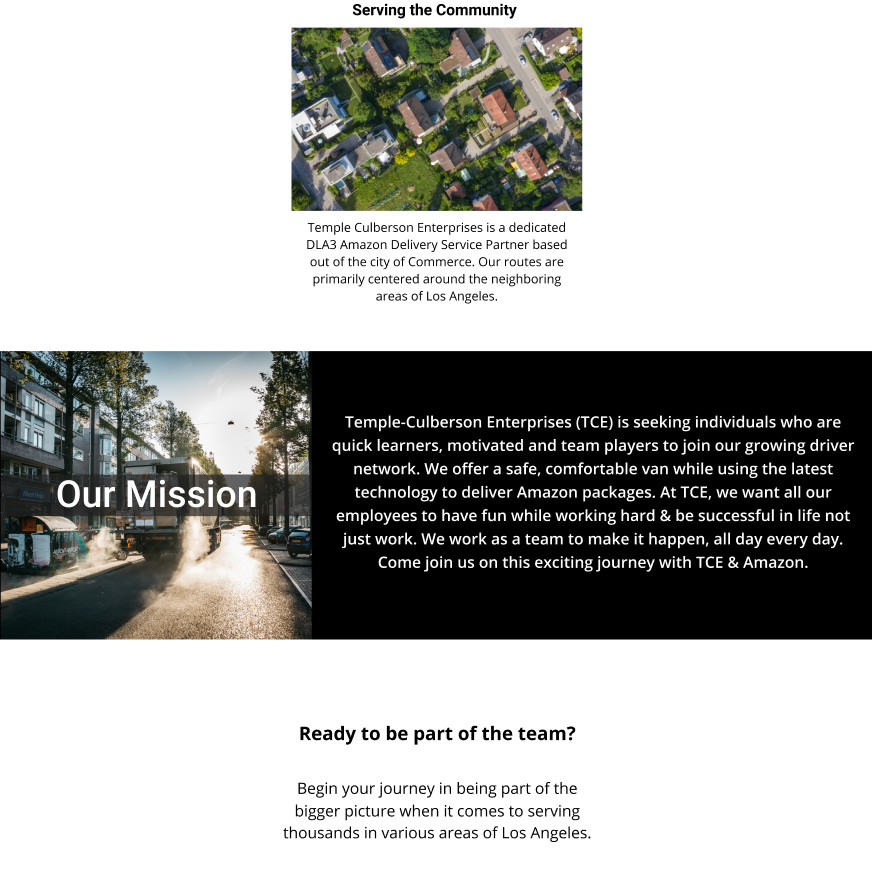 Serving the Community
Temple Culberson Enterprises is a dedicated
DLA3 Amazon Delivery Service Partner based
out of the city of Commerce. Our routes are
primarily centered around the neighboring
areas of Los Angeles.
Our Mission
Temple-Culberson Enterprises (TCE) is seeking individuals who are
quick learners, motivated and team players to join our growing driver
network. We offer a safe, comfortable van while using the latest
technology to deliver Amazon packages. At TCE, we want all our
employees to have fun while working hard & be successful in life not
just work. We work as a team to make it happen, all day every day.
Come join us on this exciting journey with TCE & Amazon.
Ready to be part of the team?
Begin your journey in being part of the
bigger picture when it comes to serving
thousands in various areas of Los Angeles.